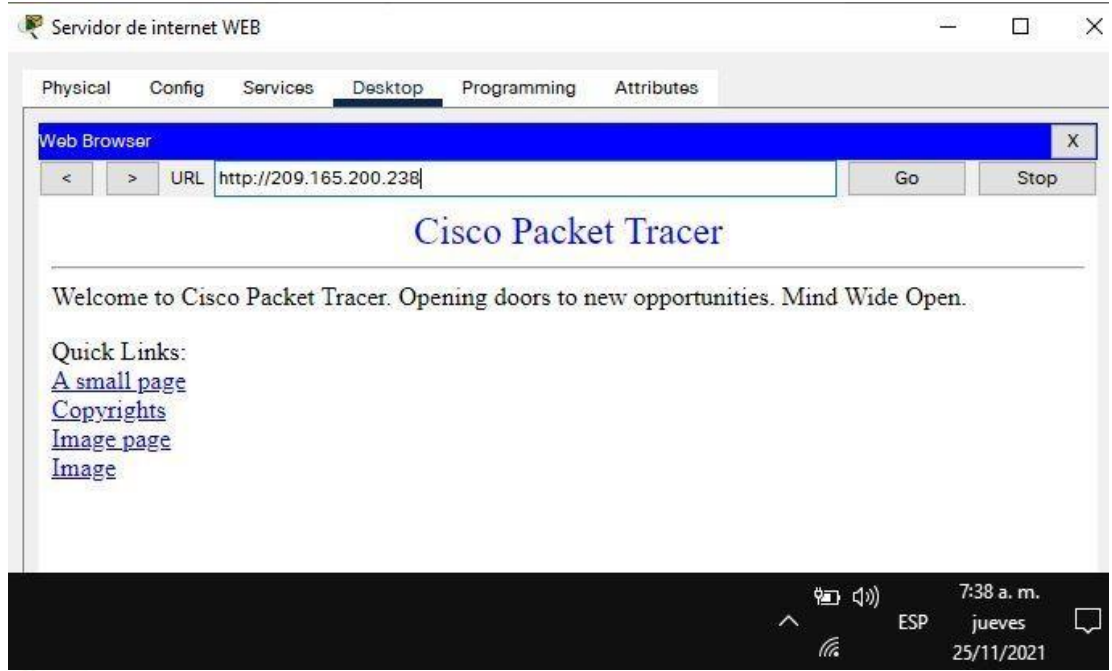 Servidor de internet WEB
Physical Config Services Desktop Programming Attributes
Web Browser X
< > URL http://209.165.200.238 Go Stop
Cisco Packet Tracer
Welcome to Cisco Packet Tracer. Opening doors to new opportunities. Mind Wide Open.
Quick Links:
A small page
Copyrights
Image page
Image
7:38 a. m.
ESP jueves
25/11/2021